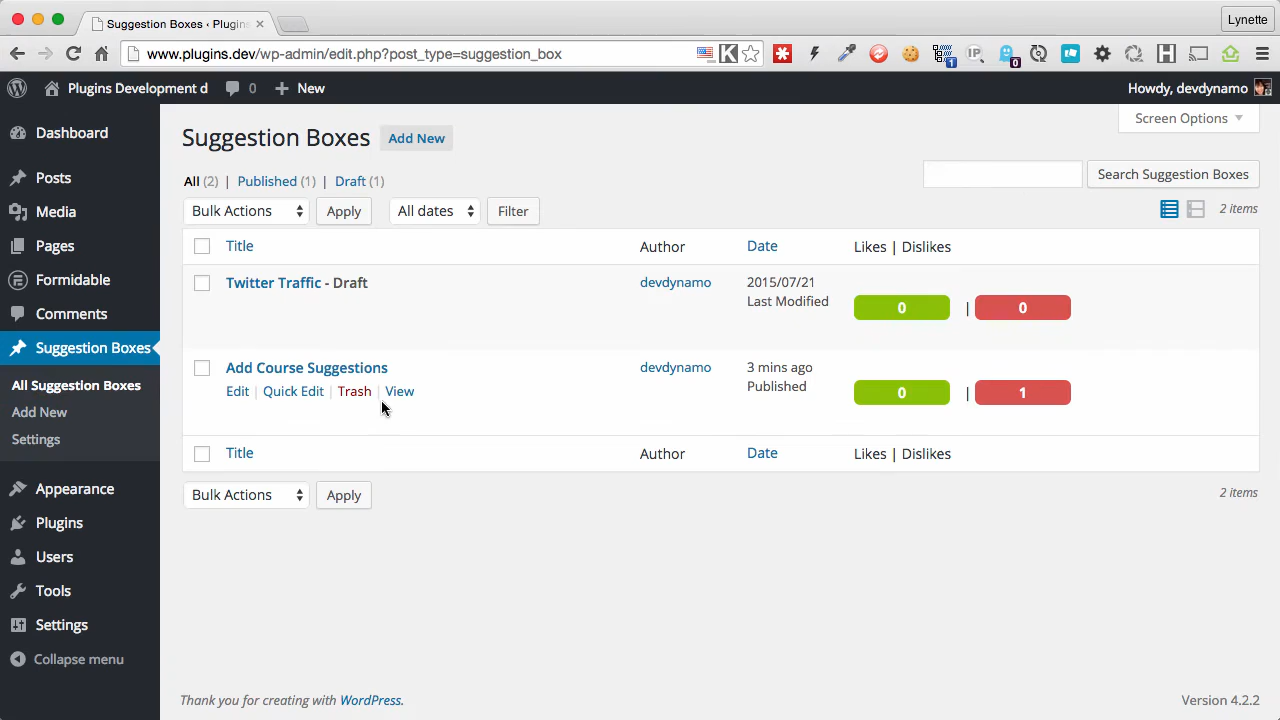 Suggestion Boxes ‹ Plugin
Lynette
www.plugins.dev/wp-admin/edit.php?post_type=suggestion_box
Plugins Development d
0
New
Howdy, devdynamo
Dashboard
Posts
Media
Pages
Formidable
Comments
Suggestion Boxes
All Suggestion Boxes
Add New
Settings
Appearance
Plugins
Users
Tools
Settings
Collapse menu
Screen Options
Suggestion Boxes Add New
All (2) | Published (1) | Draft (1)
Search Suggestion Boxes
Bulk Actions Apply All dates Filter
2 items
Title Author Date Likes | Dislikes
Twitter Traffic - Draft devdynamo 2015/07/21
Last Modified
0 | 0
Add Course Suggestions devdynamo 3 mins ago
Published
Edit | Quick Edit | Trash | View
0 | 1
Title Author Date Likes | Dislikes
Bulk Actions Apply
2 items
Thank you for creating with WordPress.
Version 4.2.2
K
IP
H
1
0